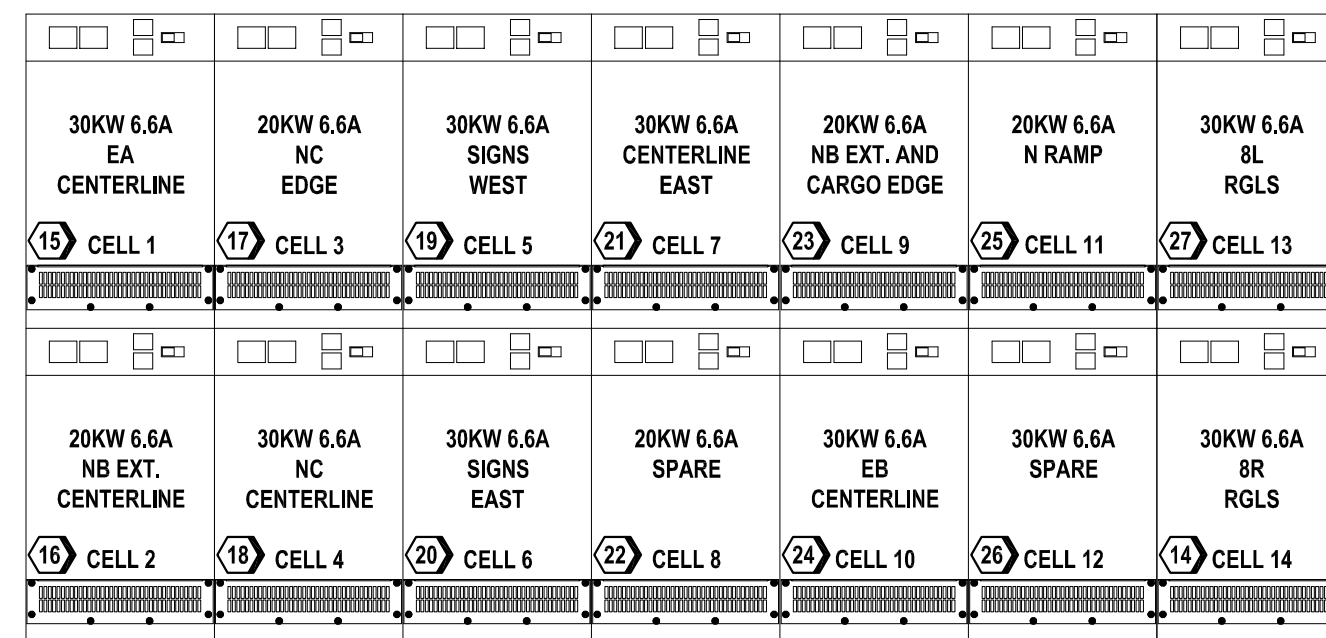 30KW 6.6A
EA
CENTERLINE
15 CELL 1
20KW 6.6A
NC
EDGE
17 CELL 3
30KW 6.6A
SIGNS
WEST
19 CELL 5
30KW 6.6A
CENTERLINE
EAST
21 CELL 7
20KW 6.6A
NB EXT. AND
CARGO EDGE
23 CELL 9
20KW 6.6A
N RAMP
25 CELL 11
30KW 6.6A
8L
RGLS
27 CELL 13
20KW 6.6A
NB EXT.
CENTERLINE
16 CELL 2
30KW 6.6A
NC
CENTERLINE
18 CELL 4
30KW 6.6A
SIGNS
EAST
20 CELL 6
20KW 6.6A
SPARE
22 CELL 8
30KW 6.6A
EB
CENTERLINE
24 CELL 10
30KW 6.6A
SPARE
26 CELL 12
30KW 6.6A
8R
RGLS
14 CELL 14